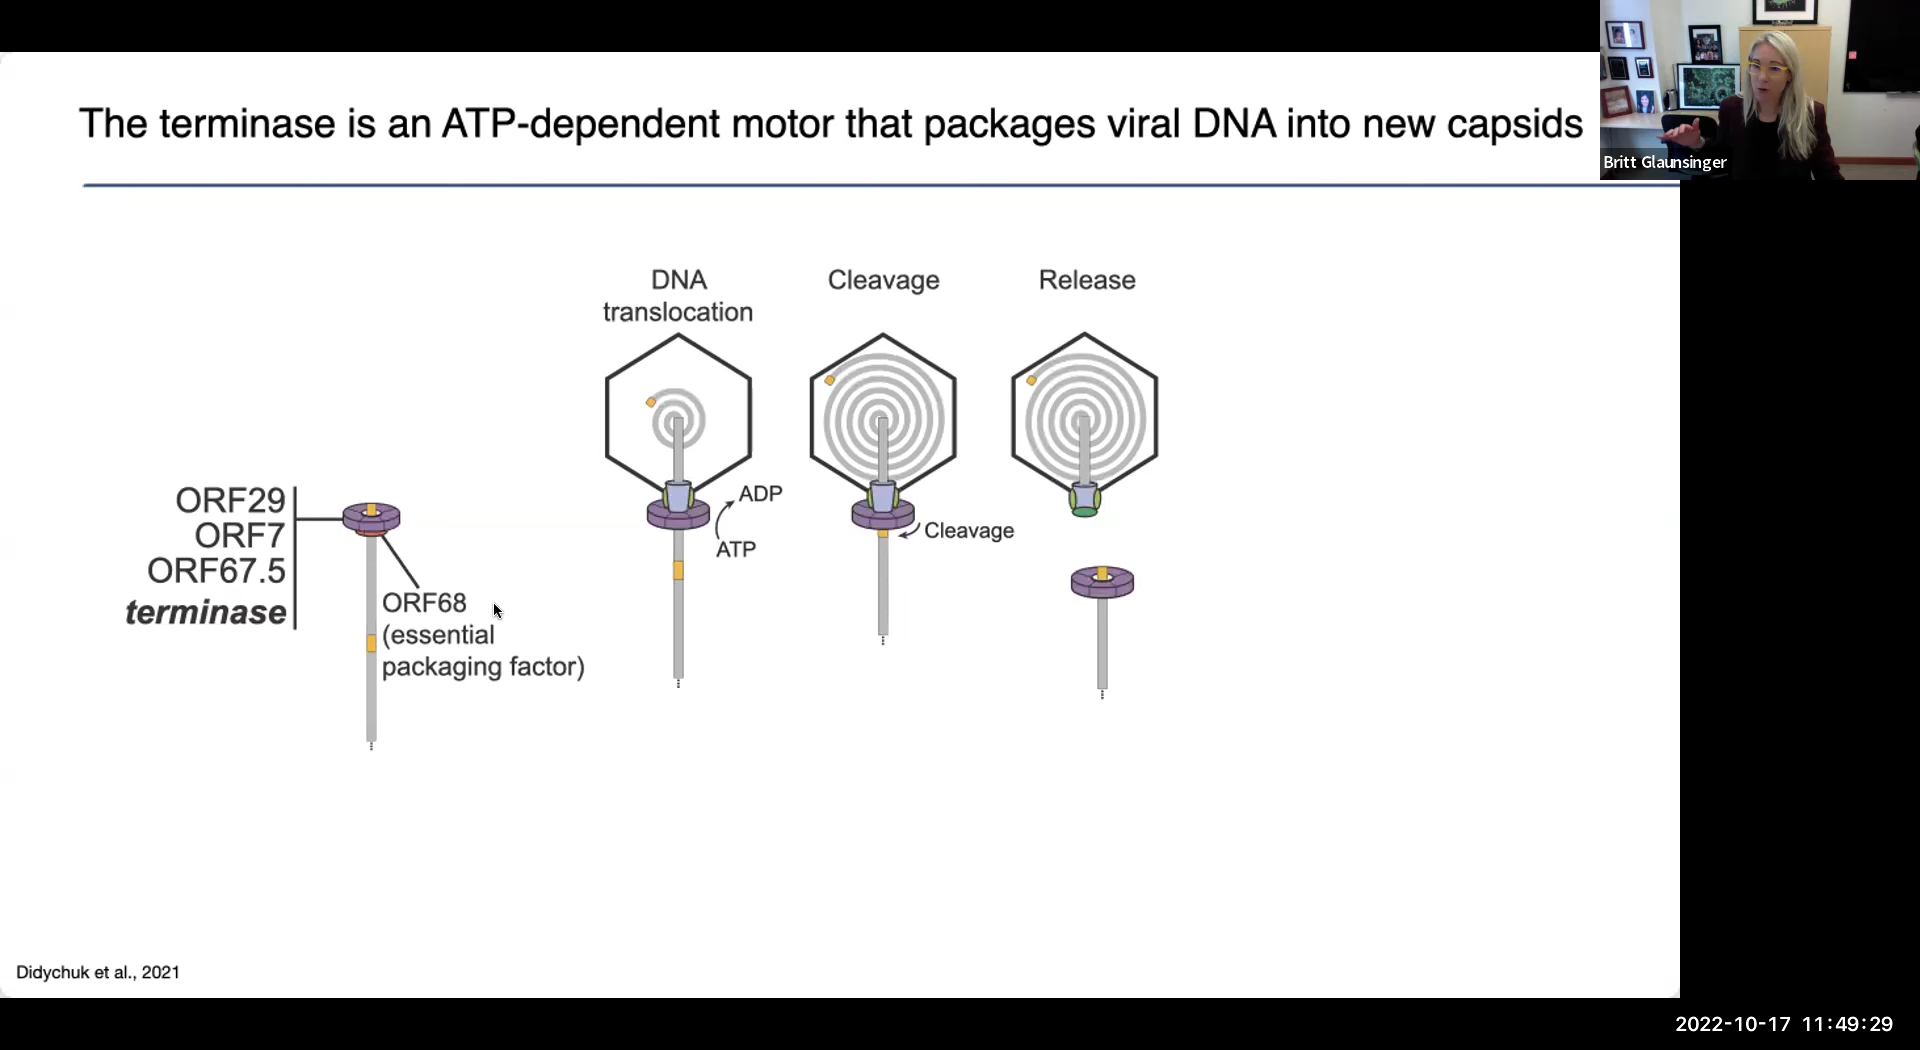 The terminase is an ATP-dependent motor that packages viral DNA into new capsids
Britt Glaunsinger
DNA
translocation
Cleavage
Release
ADP
ATP
Cleavage
ORF29
ORF7
ORF67.5
terminase
ORF68
(essential
packaging factor)
Didychuk et al., 2021
2022-10-17 11:49:29